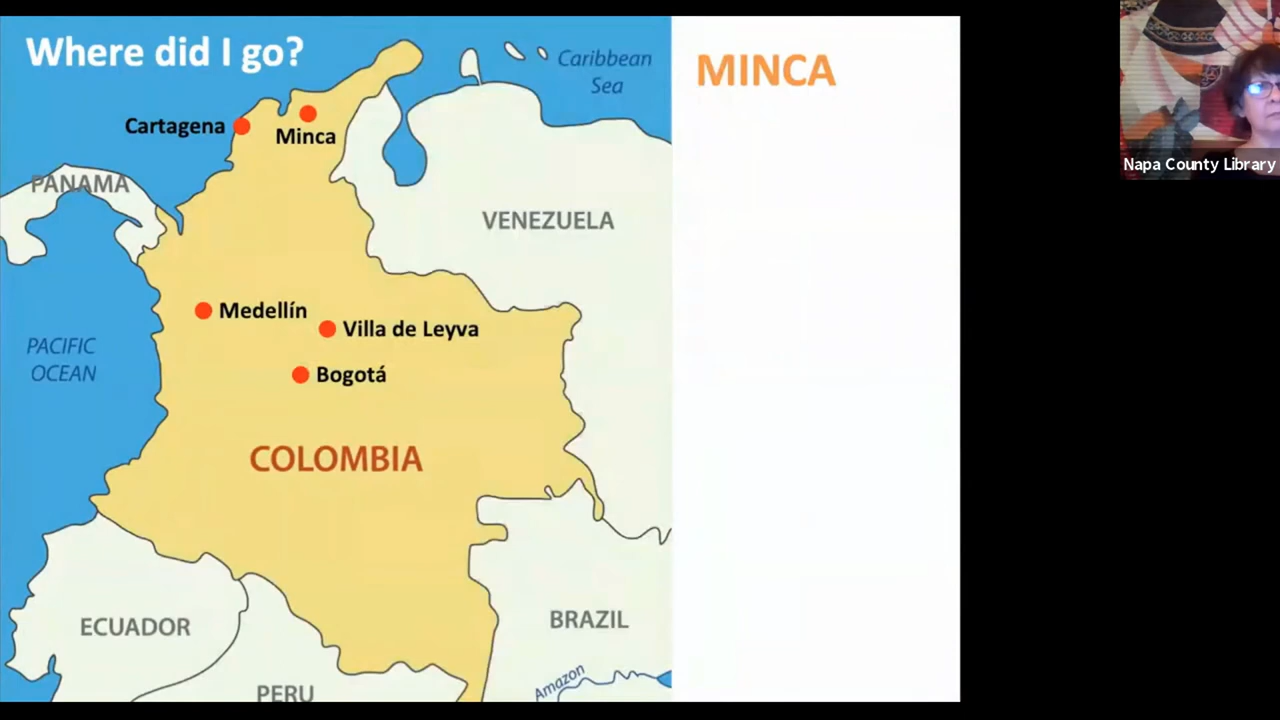 Where did I go?
Caribbean
Sea
MINCA
Cartagena
Minca
PANAMA
Napa County Library
VENEZUELA
Medellín
Villa de Leyva
PACIFIC
OCEAN
Bogotá
COLOMBIA
ECUADOR
BRAZIL
PERU
Amazon